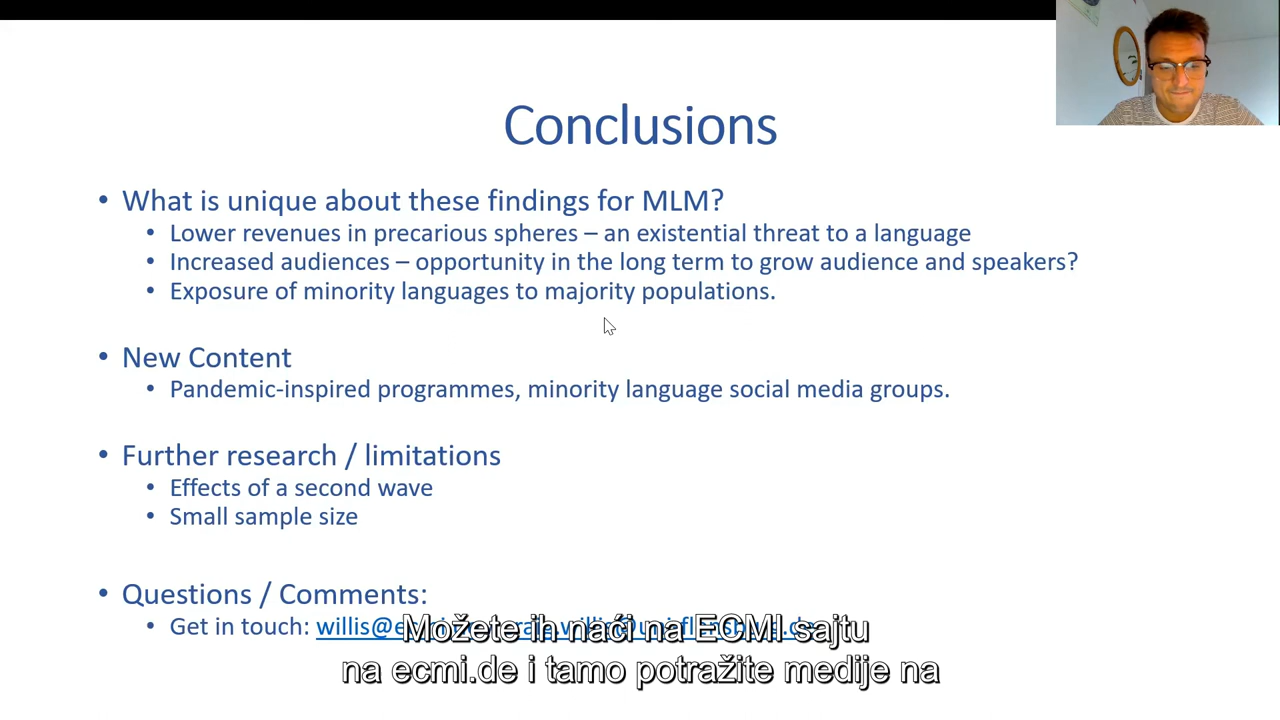 Conclusions
• What is unique about these findings for MLM?
• Lower revenues in precarious spheres – an existential threat to a language
• Increased audiences – opportunity in the long term to grow audience and speakers?
• Exposure of minority languages to majority populations.
• New Content
• Pandemic-inspired programmes, minority language social media groups.
• Further research / limitations
• Effects of a second wave
• Small sample size
• Questions / Comments:
• Get in touch:
Možete ih naći na ECMI sajtu
na ecmi.de i tamo potražite medije na